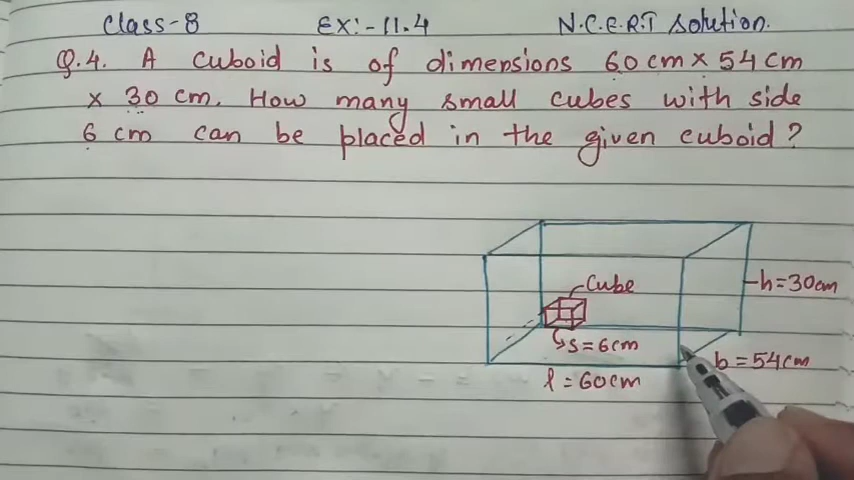 Class-8 Ex:-11.4 N.C.E.R.T Solution.
Q.4. A cuboid is of dimensions 60 cm x 54 cm
x 30 cm. How many small cubes with side
6 cm can be placed in the given cuboid?
Cube
h=30cm
s=6cm
b=54cm
l=60cm